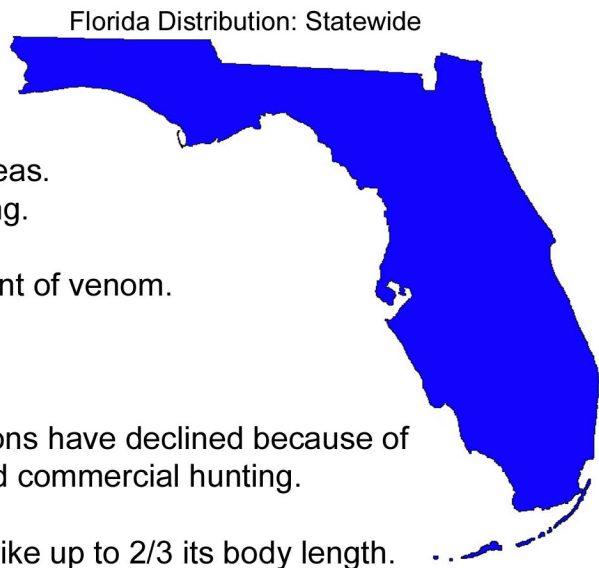 Florida Distribution: Statewide
eas.
g.
nt of venom.
ons have declined because of
d commercial hunting.
ike up to 2/3 its body length.